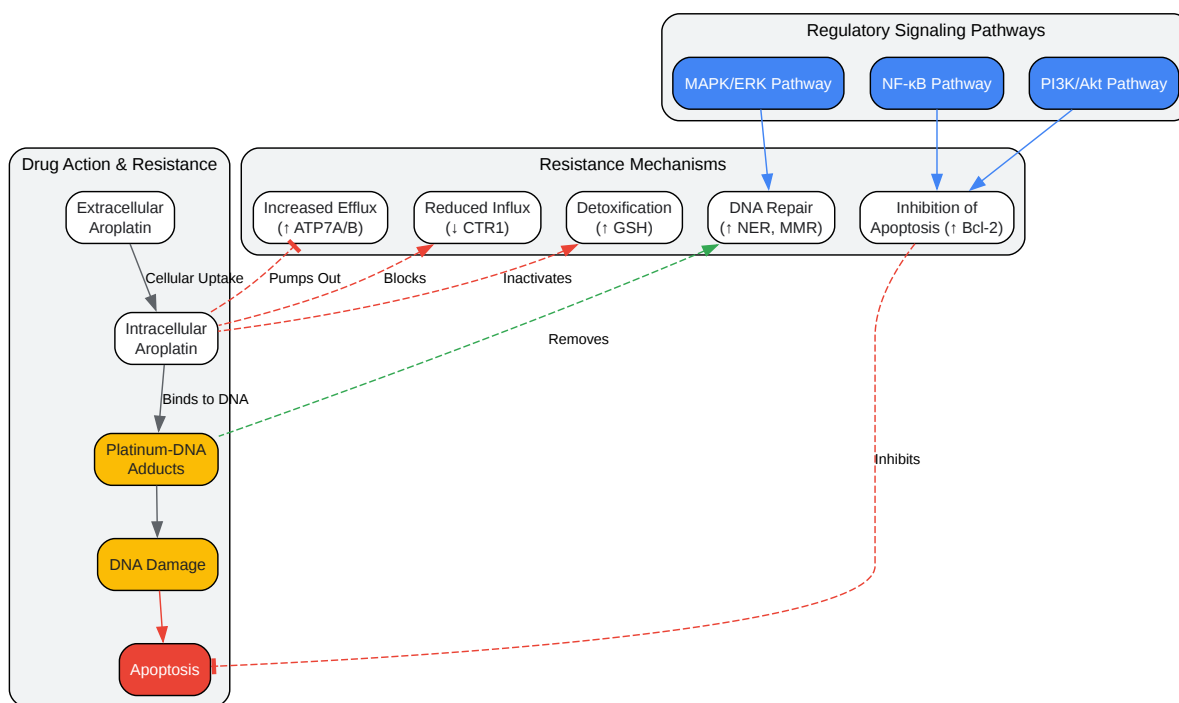 Regulatory Signaling Pathways
MAPK/ERK Pathway
NF-κB Pathway
PI3K/Akt Pathway
Drug Action & Resistance
Resistance Mechanisms
Extracellular
Aroplatin
Increased Efflux
(↑ ATP7A/B)
Reduced Influx
(↓ CTR1)
Detoxification
(↑ GSH)
DNA Repair
(↑ NER, MMR)
Inhibition of
Apoptosis (↑ Bcl-2)
Cellular Uptake
Pumps Out
Blocks
Inactivates
Intracellular
Aroplatin
Removes
Binds to DNA
Platinum-DNA
Adducts
Inhibits
DNA Damage
Apoptosis